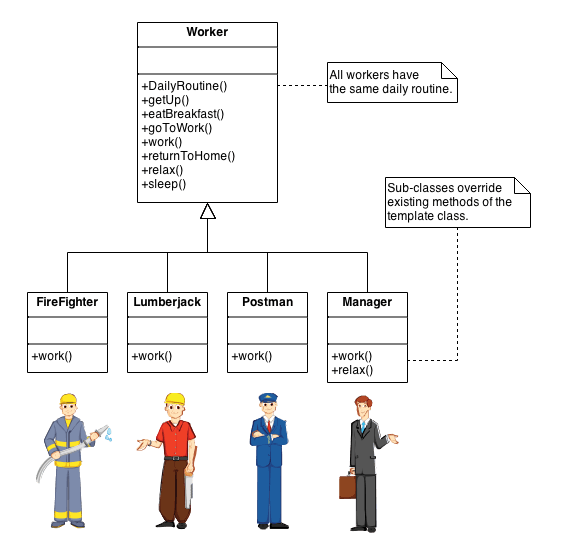 Worker
+DailyRoutine()
+getUp()
+eatBreakfast()
+goToWork()
+work()
+returnToHome()
+relax()
+sleep()
All workers have
the same daily routine.
Sub-classes override
existing methods of the
template class.
FireFighter
+work()
Lumberjack
+work()
Postman
+work()
Manager
+work()
+relax()